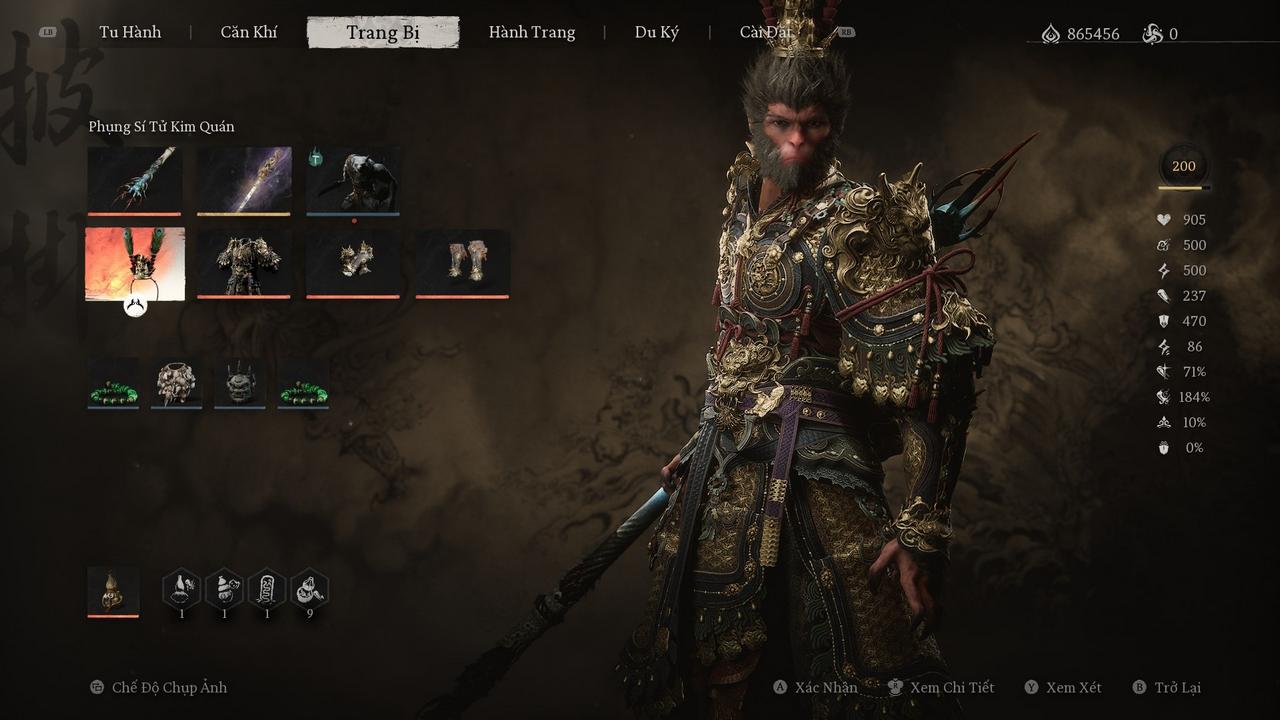 LB Tu Hành Căn Khí Trang Bị Hành Trang Du Ký Cài Đặt RB 865456 0
Phụng Sí Tử Kim Quán
200
905
500
500
237
470
86
71%
184%
10%
0%
1 1 1 9
Chế Độ Chụp Ảnh A Xác Nhận Xem Chi Tiết Y Xem Xét B Trở Lại